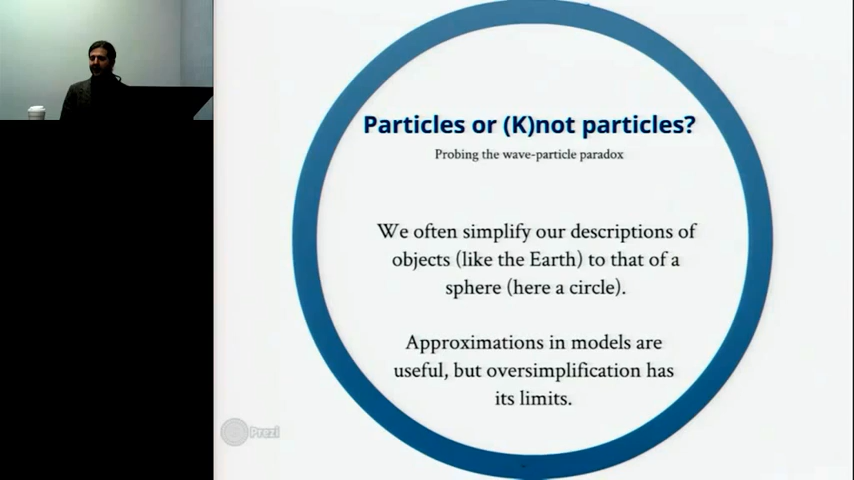 Particles or (K)not particles?
Probing the wave-particle paradox
We often simplify our descriptions of
objects (like the Earth) to that of a
sphere (here a circle).
Approximations in models are
useful, but oversimplification has
its limits.
Prezi